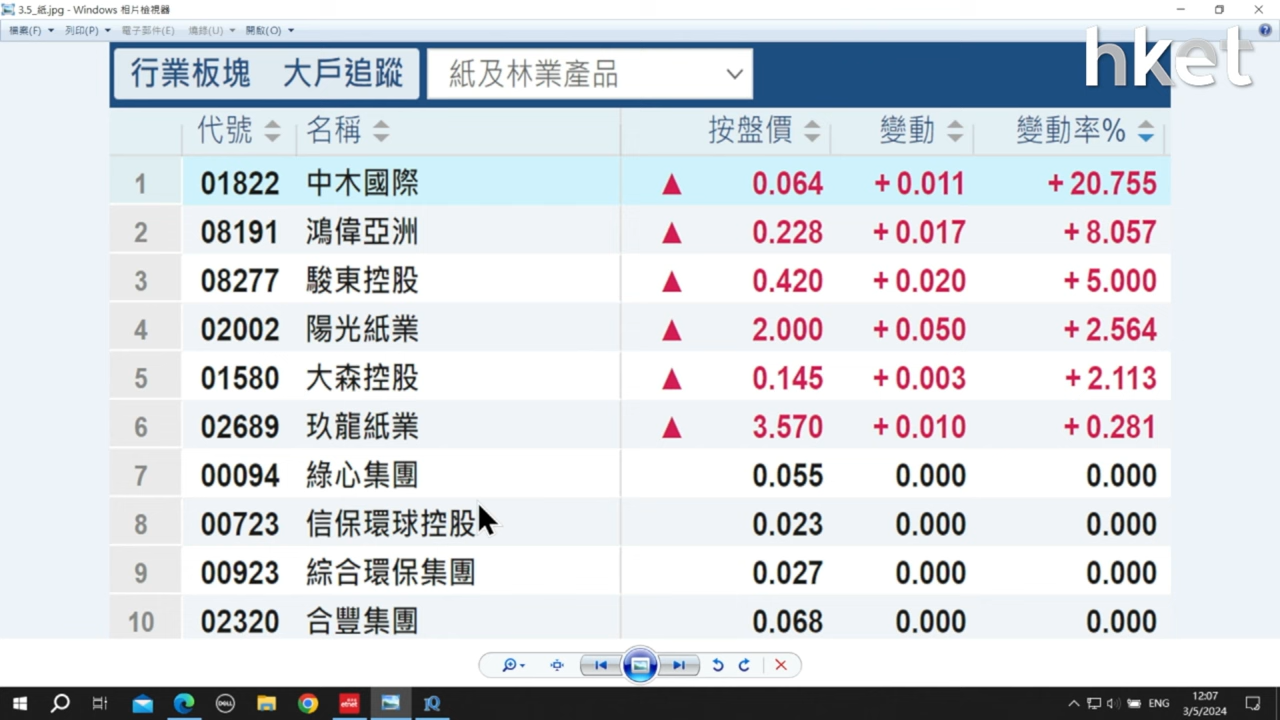 3.5_紙.jpg - Windows 相片檢視器
檔案(F) 列印(P) 電子郵件(E) 燒錄(U) 開啟(O)
hket
行業板塊 大戶追蹤 紙及林業產品
代號 名稱 按盤價 變動 變動率%
1 01822 中木國際 ▲ 0.064 +0.011 +20.755
2 08191 鴻偉亞洲 ▲ 0.228 +0.017 +8.057
3 08277 駿東控股 ▲ 0.420 +0.020 +5.000
4 02002 陽光紙業 ▲ 2.000 +0.050 +2.564
5 01580 大森控股 ▲ 0.145 +0.003 +2.113
6 02689 玖龍紙業 ▲ 3.570 +0.010 +0.281
7 00094 綠心集團 0.055 0.000 0.000
8 00723 信保環球控股 0.023 0.000 0.000
9 00923 綜合環保集團 0.027 0.000 0.000
10 02320 合豐集團 0.068 0.000 0.000
DELL etnet IQ ENG 12:07
3/5/2024